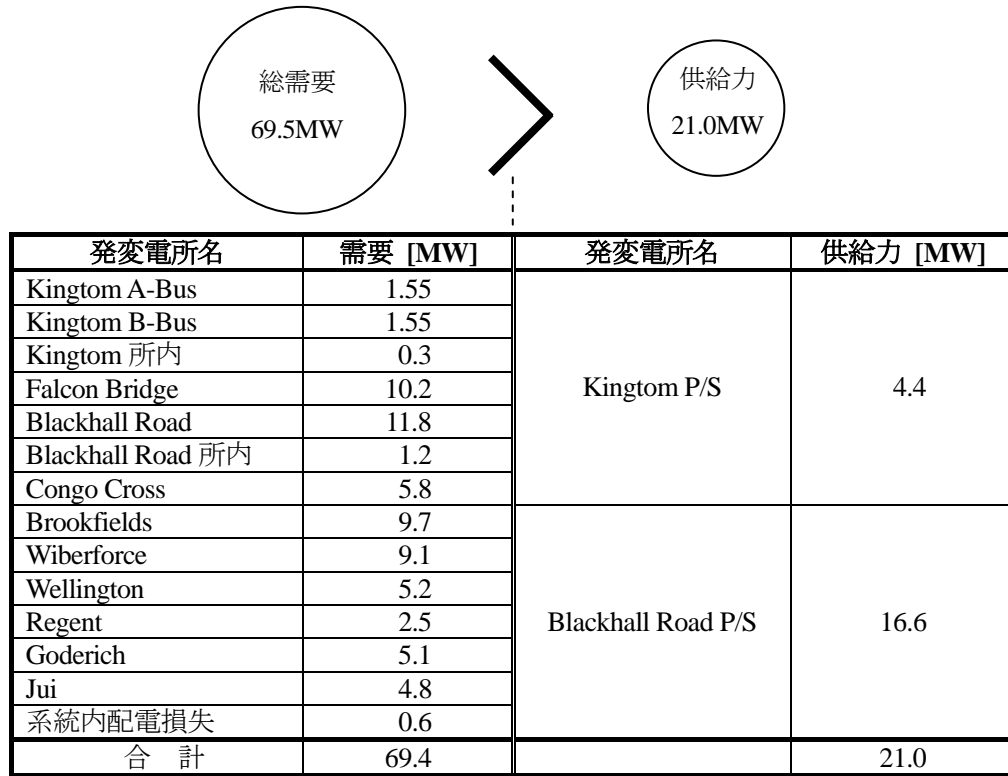 総需要
69.5MW
供給力
21.0MW
発変電所名 需要 [MW] 発変電所名 供給力 [MW]
Kingtom A-Bus 1.55
Kingtom B-Bus 1.55
Kingtom 所内 0.3
Falcon Bridge 10.2 Kingtom P/S 4.4
Blackhall Road 11.8
Blackhall Road 所内 1.2
Congo Cross 5.8
Brookfields 9.7
Wiberforce 9.1
Wellington 5.2
Regent 2.5 Blackhall Road P/S 16.6
Goderich 5.1
Jui 4.8
系統内配電損失 0.6
合 計 69.4 21.0